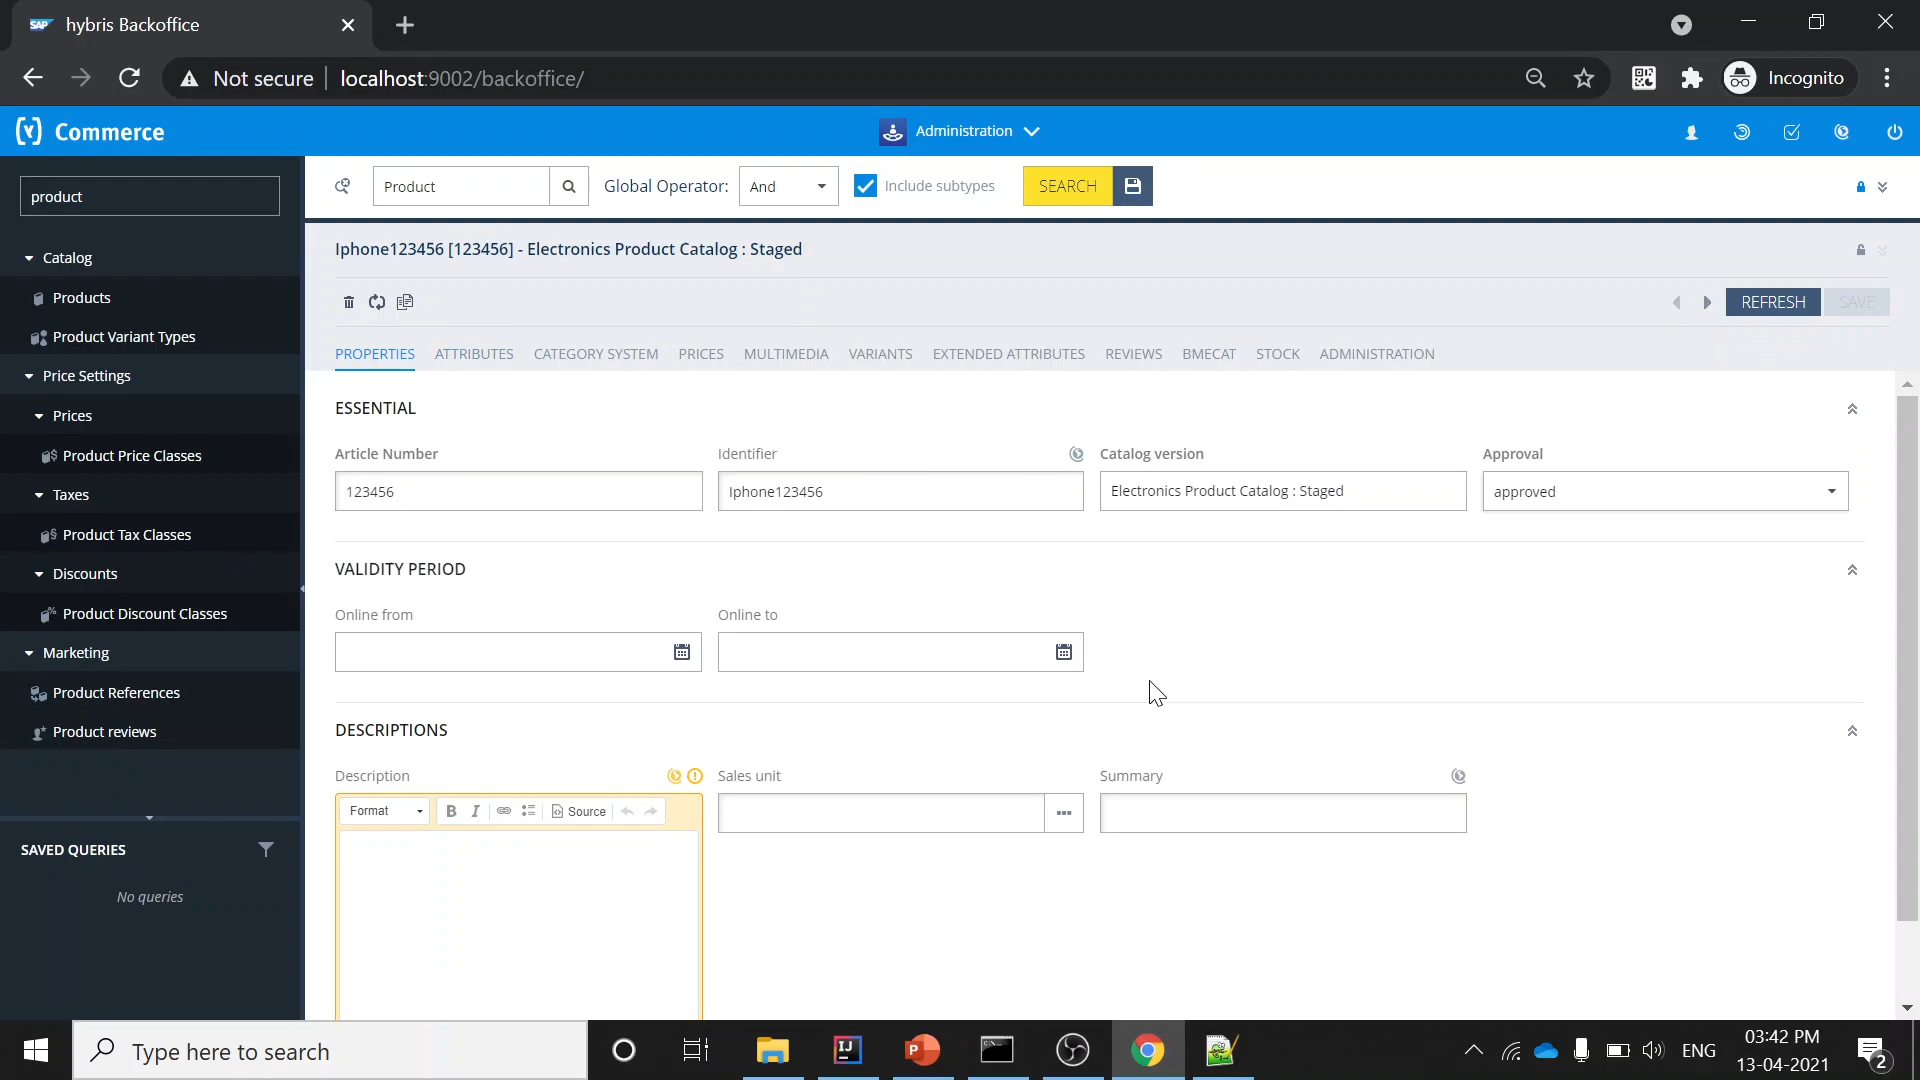 SAP hybris Backoffice
Not secure localhost:9002/backoffice/ Incognito
Commerce Administration
product
Product Global Operator: And Include subtypes SEARCH
Iphone123456 [123456] - Electronics Product Catalog : Staged
Catalog
Products
Product Variant Types
Price Settings
Prices
Product Price Classes
Taxes
Product Tax Classes
Discounts
Product Discount Classes
Marketing
Product References
Product reviews
SAVED QUERIES
No queries
REFRESH SAVE
PROPERTIES ATTRIBUTES CATEGORY SYSTEM PRICES MULTIMEDIA VARIANTS EXTENDED ATTRIBUTES REVIEWS BMECAT STOCK ADMINISTRATION
ESSENTIAL
Article Number Identifier Catalog version Approval
123456 Iphone123456 Electronics Product Catalog : Staged approved
VALIDITY PERIOD
Online from Online to
DESCRIPTIONS
Description Sales unit Summary
Format B I Source
Type here to search
ENG
03:42 PM
13-04-2021
2